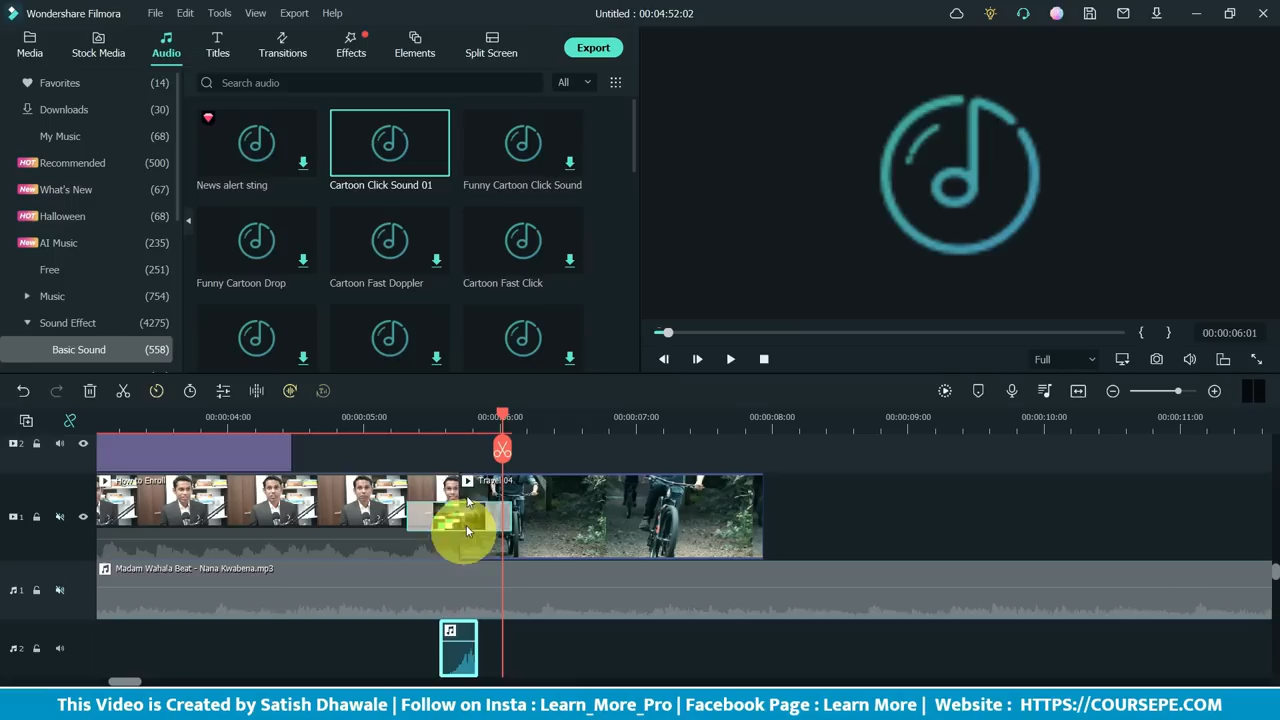 Wondershare Filmora
File Edit Tools View Export Help
Untitled : 00:04:52:02
Media Stock Media Audio Titles Transitions Effects Elements Split Screen
Export
Favorites (14)
Downloads (30)
My Music (68)
HOT Recommended (500)
New What's New (67)
HOT Halloween (68)
New AI Music (235)
Free (251)
Music (754)
Sound Effect (4275)
Basic Sound (558)
Search audio
All
News alert sting
Cartoon Click Sound 01
Funny Cartoon Click Sound
Funny Cartoon Drop
Cartoon Fast Doppler
Cartoon Fast Click
{ } 00:00:06:01
Full
00:00:04:00 00:00:05:00 00:00:06:00 00:00:07:00 00:00:08:00 00:00:09:00 00:00:10:00 00:00:11:00
2
How to Enroll Travel 04
1
Madam Wahala Beat - Nana Kwabena.mp3
1
2
This Video is Created by Satish Dhawale | Follow on Insta : Learn_More_Pro | Facebook Page : Learn More | Website : HTTPS://COURSEPE.COM